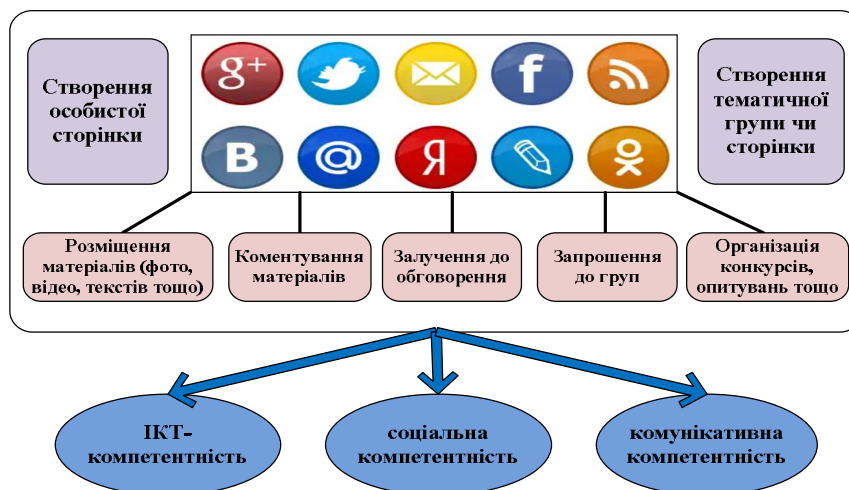 Створення
особистої
сторінки
g+
f
B
@
Я
Створення
тематичної
групи чи
сторінки
Розміщення
матеріалів (фото,
відео, текстів тощо)
Коментування
матеріалів
Залучення до
обговорення
Запрошення
до груп
Організація
конкурсів,
опитувань тощо
ІКТ-
компетентність
соціальна
компетентність
комунікативна
компетентність